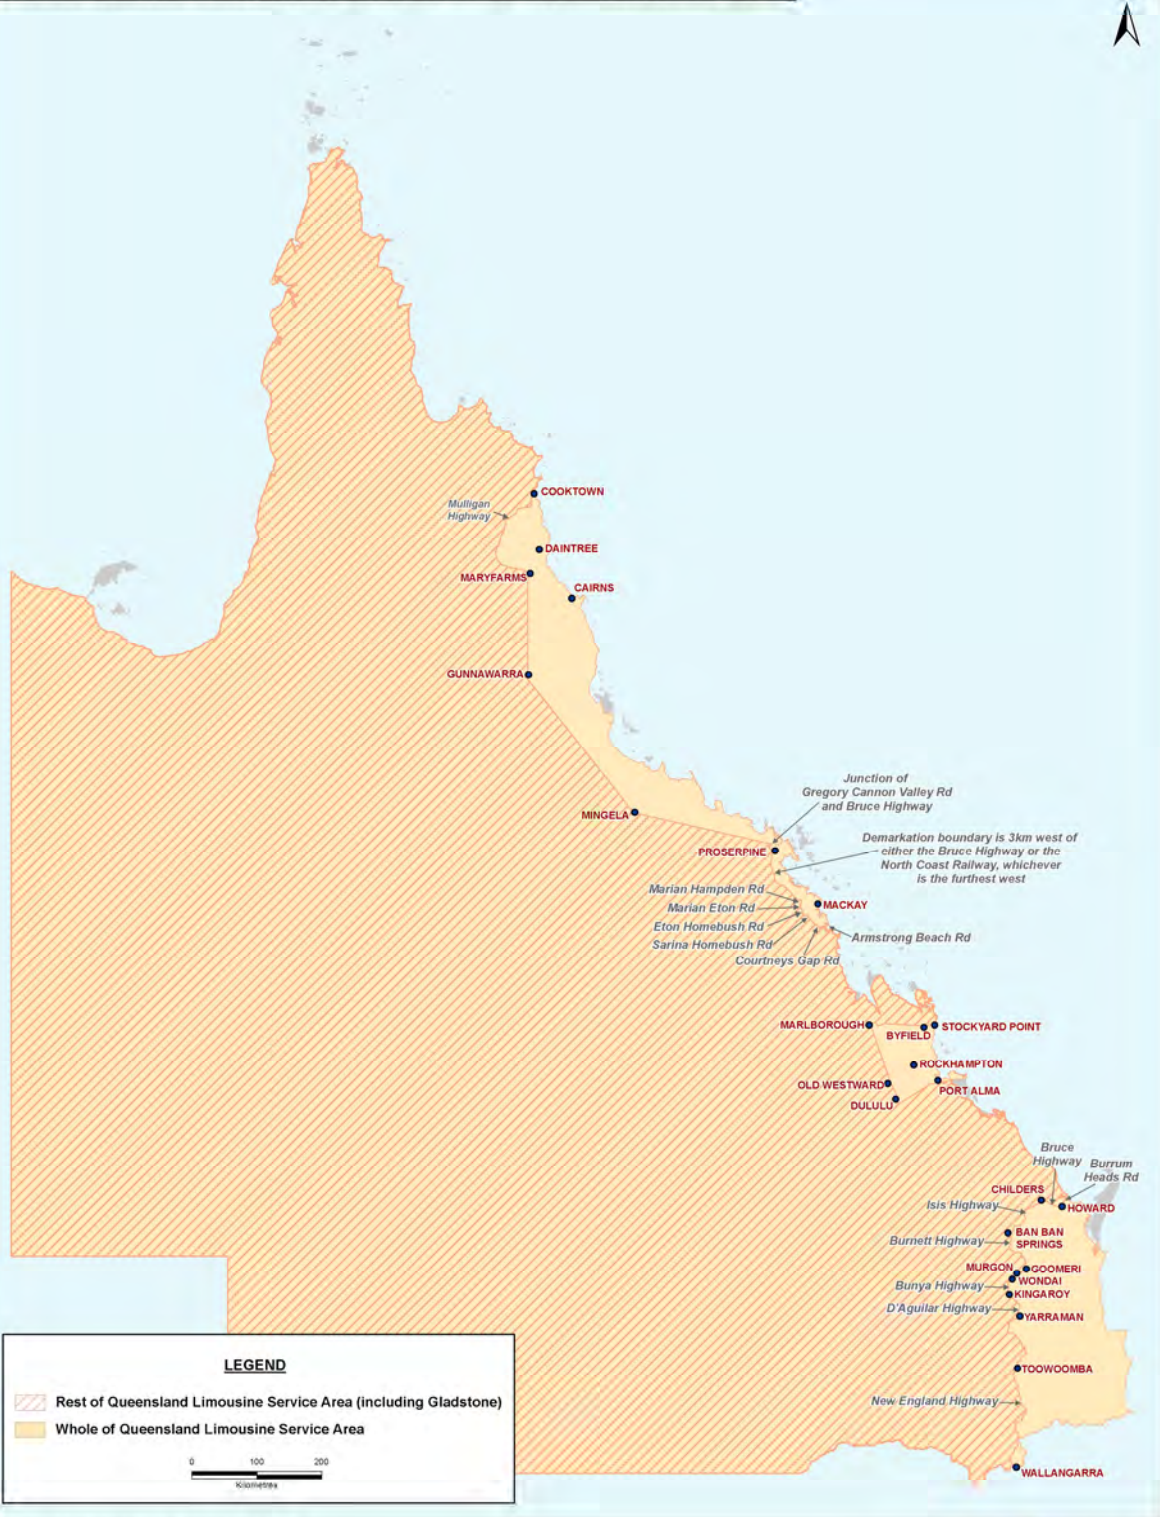 COOKTOWN
Mulligan
Highway
DAINTREE
MARYFARMS
CAIRNS
GUNNAWARRA
Junction of
Gregory Cannon Valley Rd
and Bruce Highway
MINGELA
Demarkation boundary is 3km west of
either the Bruce Highway or the
North Coast Railway, whichever
is the furthest west
PROSERPINE
Marian Hampden Rd
MACKAY
Marian Eton Rd
Eton Homebush Rd
Armstrong Beach Rd
Sarina Homebush Rd
Courtneys Gap Rd
MARLBOROUGH
STOCKYARD POINT
BYFIELD
ROCKHAMPTON
OLD WESTWARD
PORT ALMA
DULULU
Bruce
Highway
Burrum
Heads Rd
CHILDERS
Isis Highway
HOWARD
BAN BAN
SPRINGS
Burnett Highway
MURGON
GOOMERI
WONDAI
Bunya Highway
KINGAROY
D'Aguilar Highway
YARRAMAN
TOOWOOMBA
New England Highway
WALLANGARRA
LEGEND
Rest of Queensland Limousine Service Area (including Gladstone)
Whole of Queensland Limousine Service Area
0 100 200
Kilometres